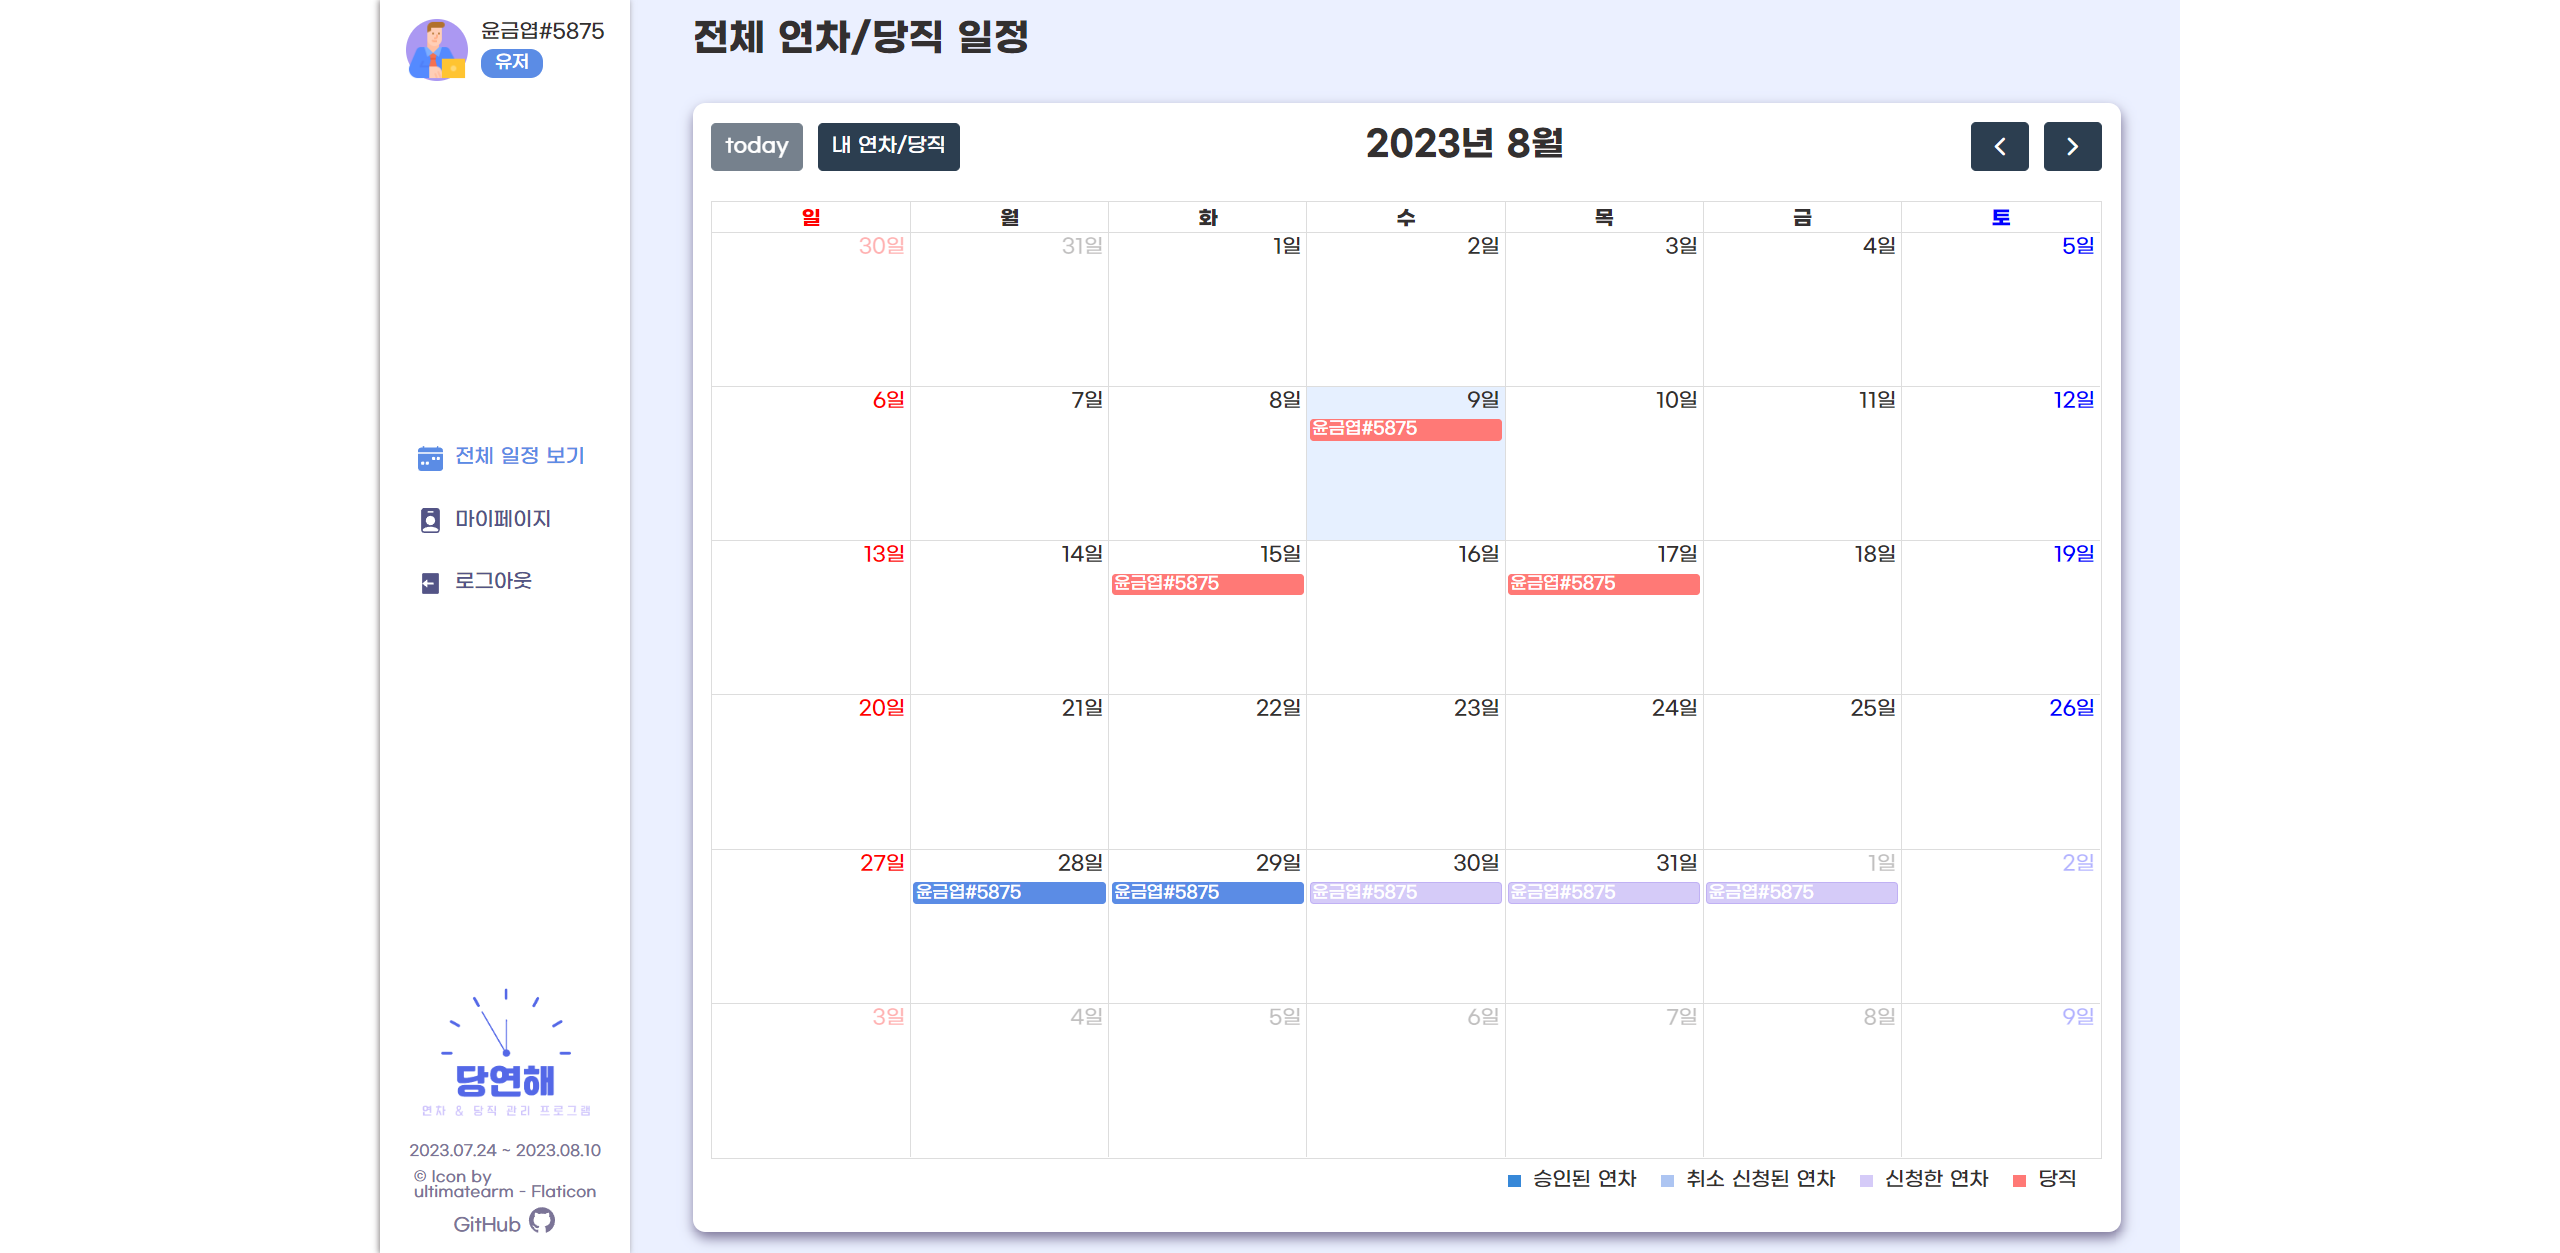 윤금엽#5875
유저
전체 일정 보기
마이페이지
로그아웃
당연해
연차 & 당직 관리 프로그램
2023.07.24 ~ 2023.08.10
© Icon by
ultimatearm - Flaticon
GitHub
전체 연차/당직 일정
today 내 연차/당직 2023년 8월
일 월 화 수 목 금 토
30일 31일 1일 2일 3일 4일 5일
6일 7일 8일 9일 10일 11일 12일
윤금엽#5875
13일 14일 15일 16일 17일 18일 19일
윤금엽#5875 윤금엽#5875
20일 21일 22일 23일 24일 25일 26일
27일 28일 29일 30일 31일 1일 2일
윤금엽#5875 윤금엽#5875 윤금엽#5875 윤금엽#5875 윤금엽#5875
3일 4일 5일 6일 7일 8일 9일
승인된 연차 취소 신청된 연차 신청한 연차 당직